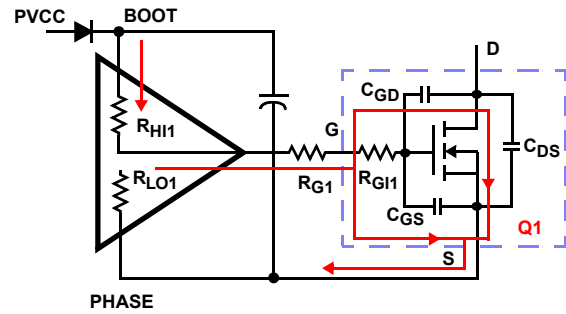 PVCC
BOOT
D
CGD
G
RHI1
CDS
RLO1
RG1
RGI1
CGS
Q1
S
PHASE